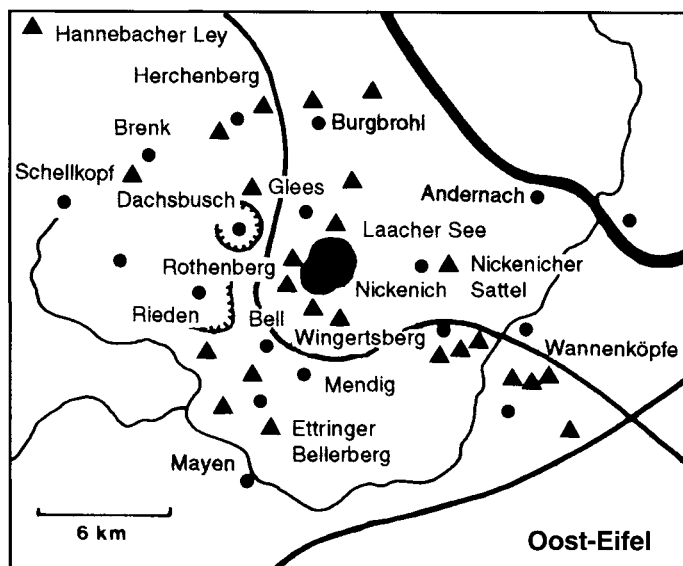 Hannebacher Ley
Herchenberg
Brenk
Burgbrohl
Schellkopf
Dachsbusch
Glees
Andernach
Laacher See
Rothenberg
Nickenich
Nickenicher
Sattel
Rieden
Bell
Wingertsberg
Wannenköpfe
Mendig
Ettringer
Bellerberg
Mayen
6 km
Oost-Eifel